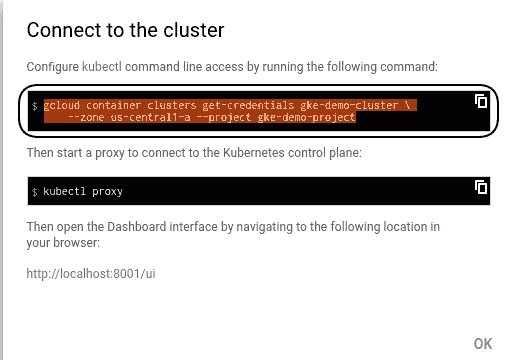 Connect to the cluster
Configure kubectl command line access by running the following command:
$ gcloud container clusters get-credentials gke-demo-cluster \
--zone us-central1-a --project gke-demo-project
Then start a proxy to connect to the Kubernetes control plane:
$ kubectl proxy
Then open the Dashboard interface by navigating to the following location in
your browser:
http://localhost:8001/ui
OK